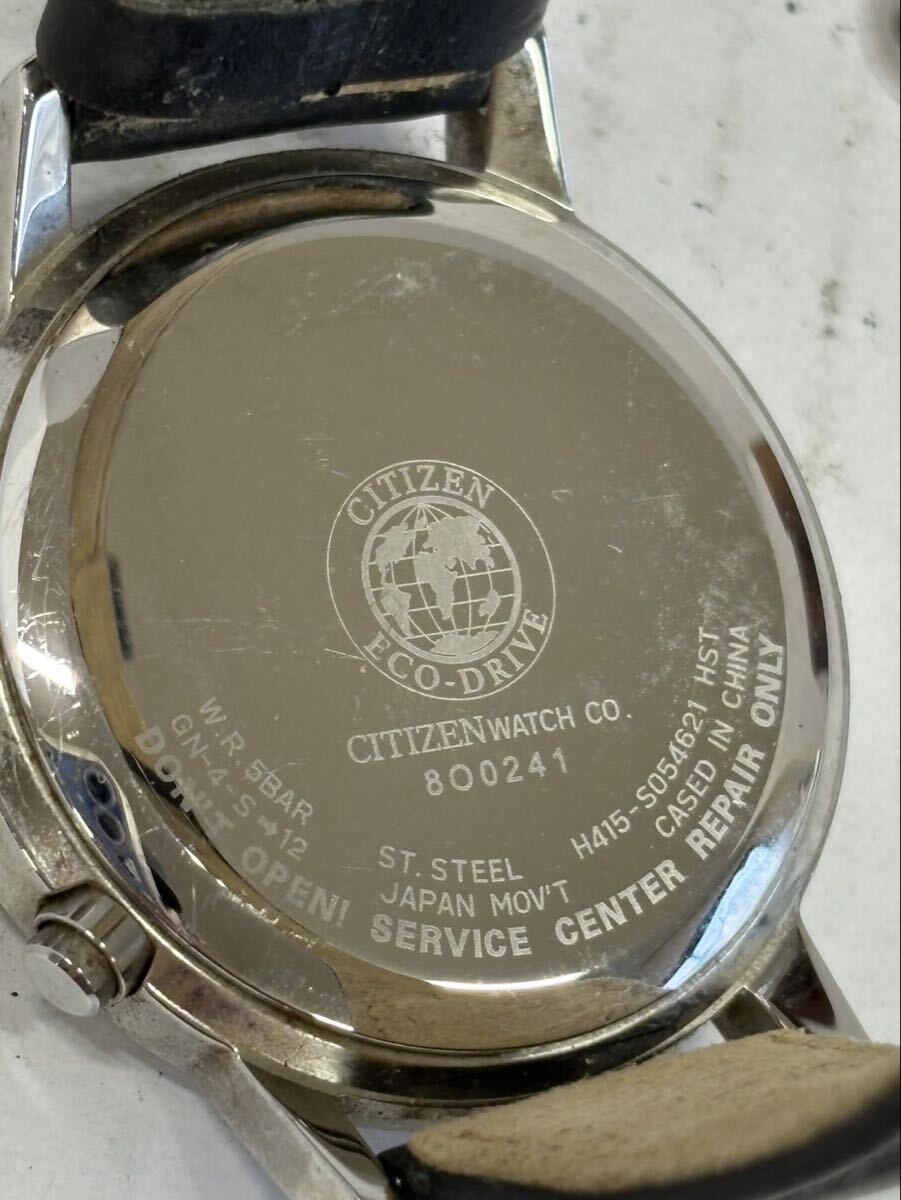 CITIZEN
ECO-DRIVE
CITIZEN WATCH CO.
8O0241
W.R.5BAR
GN-4-S➡12
ST. STEEL
JAPAN MOV'T
H415-S054621 HST
CASED IN CHINA
DON'T OPEN! SERVICE CENTER REPAIR ONLY